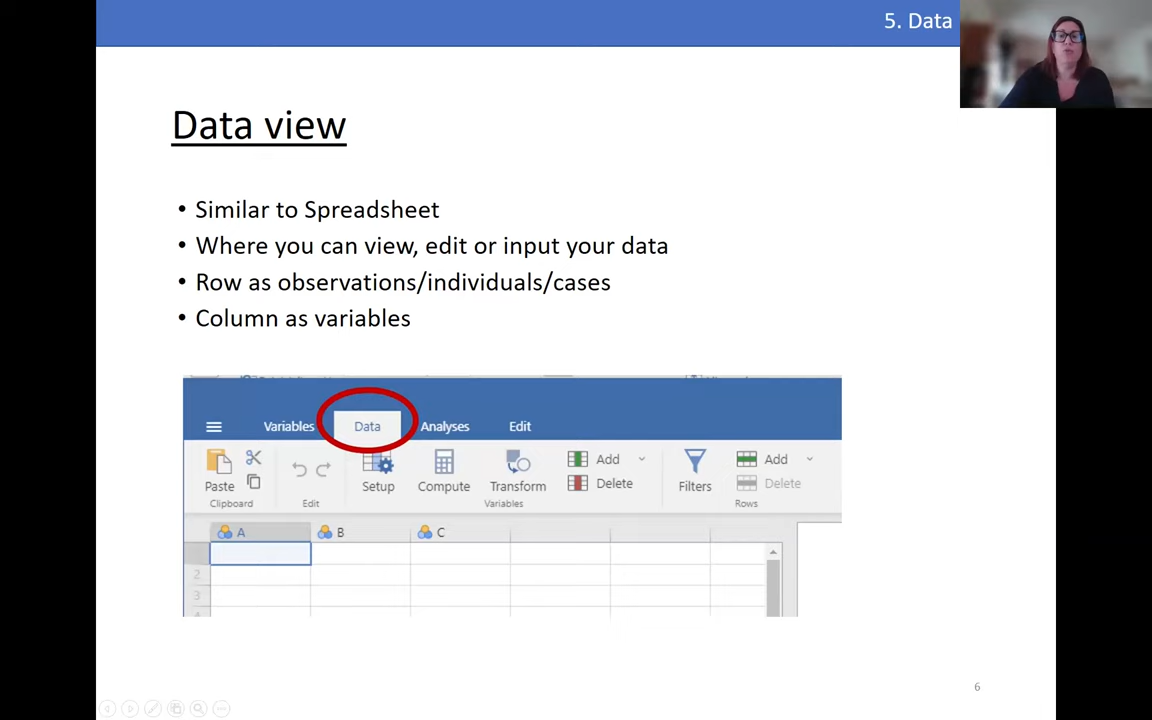 5. Data
Data view
• Similar to Spreadsheet
• Where you can view, edit or input your data
• Row as observations/individuals/cases
• Column as variables
Variables Data Analyses Edit
Paste Setup Compute Transform Add Delete Filters Add Delete
Clipboard Edit Variables Rows
A B C
2
3
6